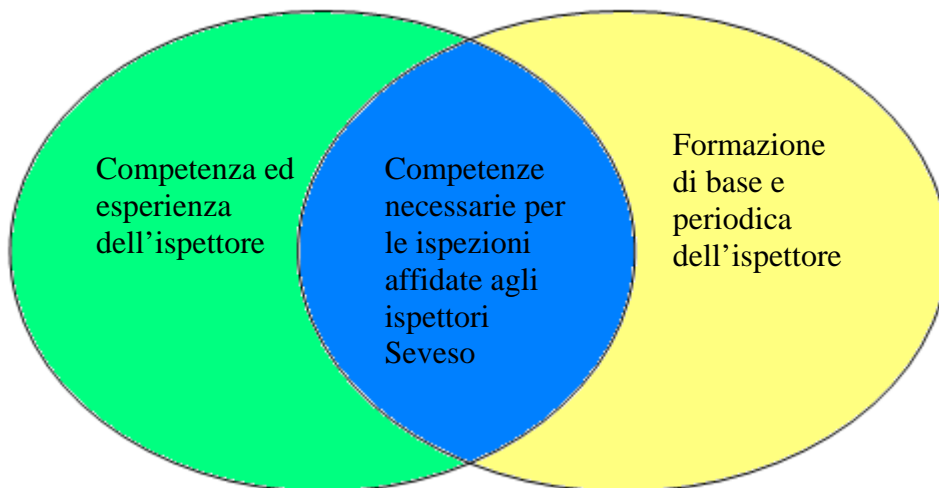 Competenza ed
esperienza
dell’ispettore
Competenze
necessarie per
le ispezioni
affidate agli
ispettori
Seveso
Formazione
di base e
periodica
dell’ispettore